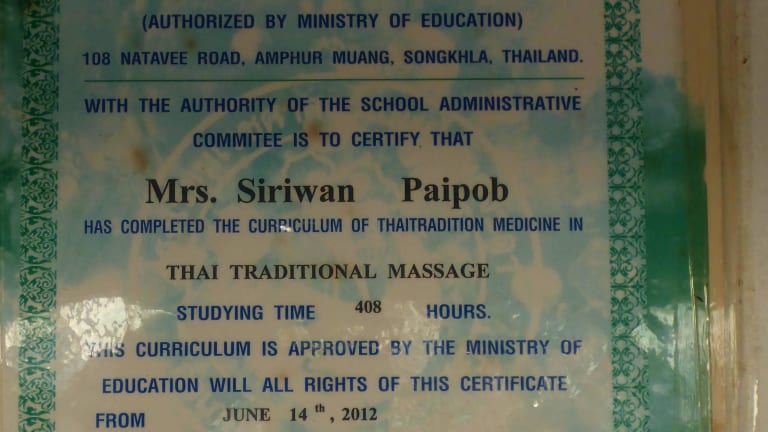 (AUTHORIZED BY MINISTRY OF EDUCATION)
108 NATAVEE ROAD, AMPHUR MUANG, SONGKHLA, THAILAND.
WITH THE AUTHORITY OF THE SCHOOL ADMINISTRATIVE
COMMITEE IS TO CERTIFY THAT
Mrs. Siriwan Paipob
HAS COMPLETED THE CURRICULUM OF THAITRADITION MEDICINE IN
THAI TRADITIONAL MASSAGE
STUDYING TIME 408 HOURS.
THIS CURRICULUM IS APPROVED BY THE MINISTRY OF
EDUCATION WILL ALL RIGHTS OF THIS CERTIFICATE
FROM JUNE 14 th, 2012